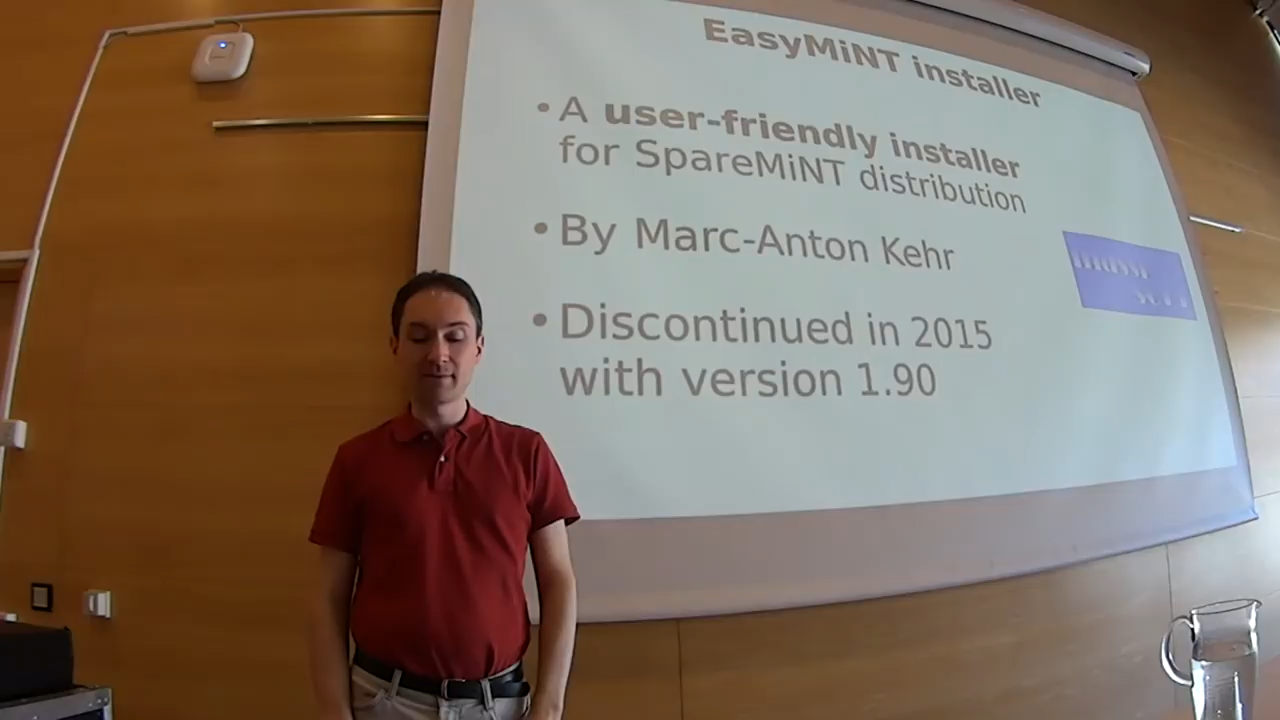 EasyMiNT installer
• A user-friendly installer
for SpareMiNT distribution
• By Marc-Anton Kehr
• Discontinued in 2015
with version 1.90